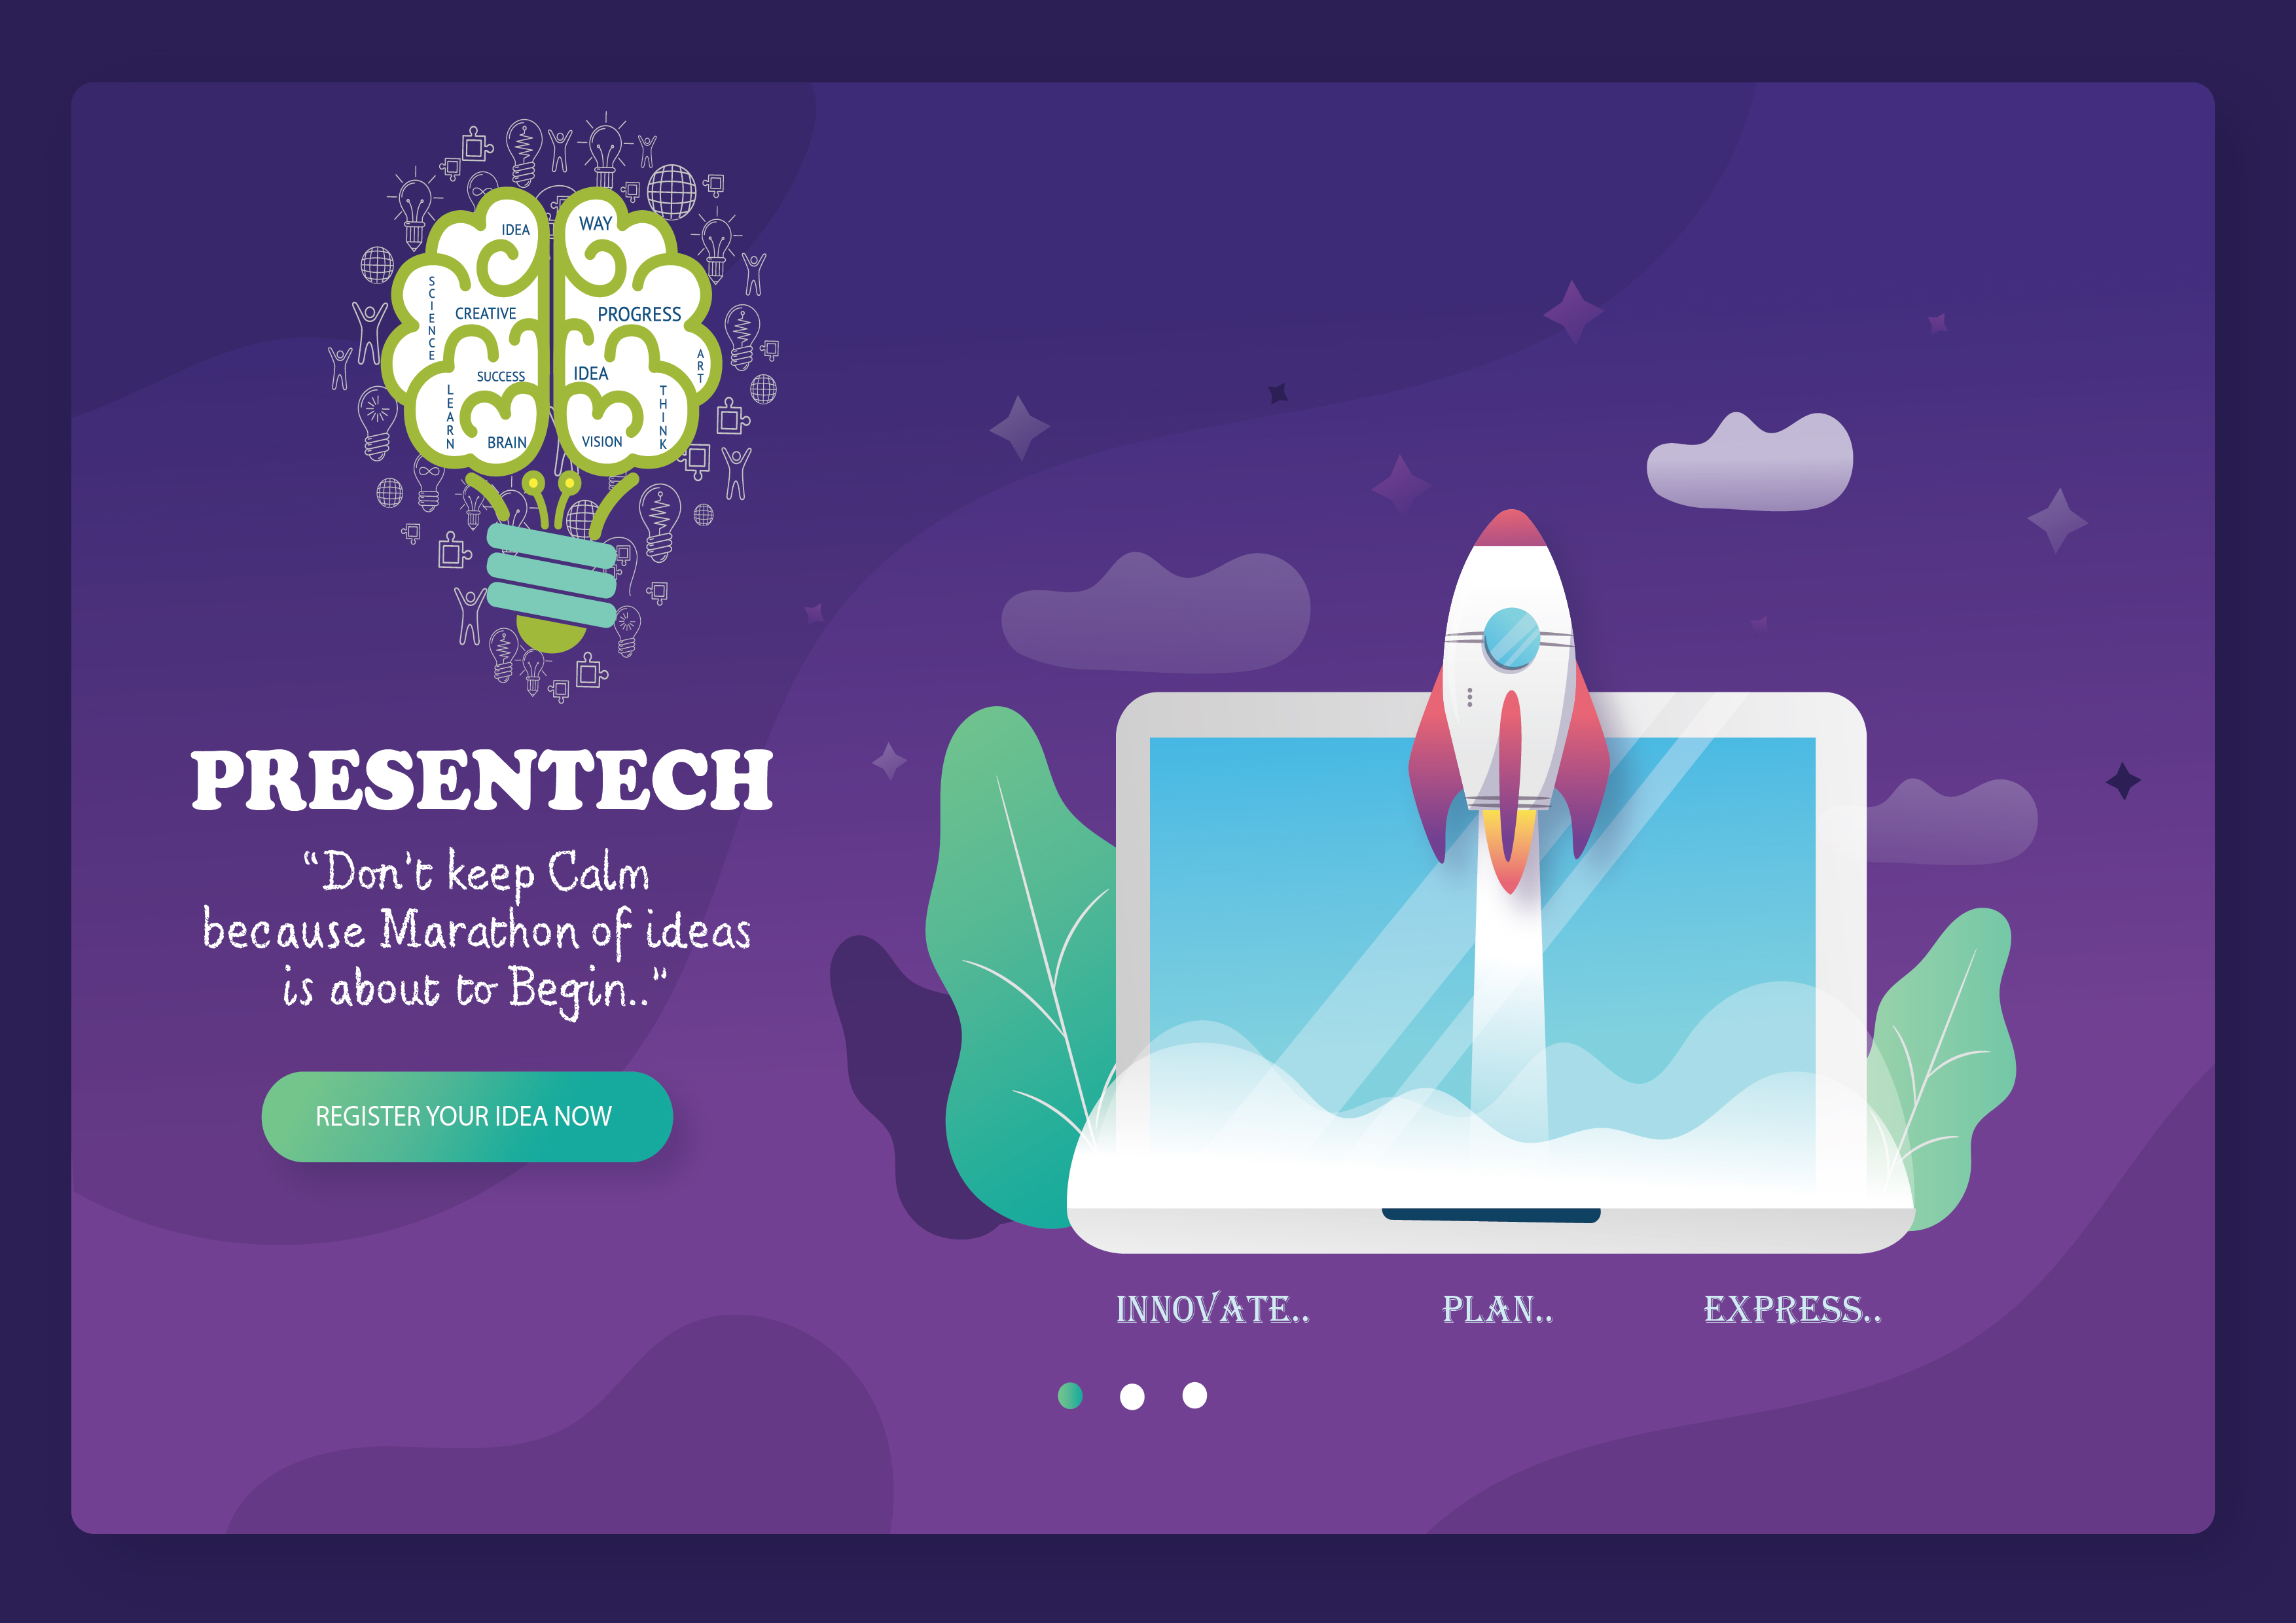 IDEA
WAY
SCIENCE
CREATIVE
PROGRESS
ART
SUCCESS
IDEA
LEARN
THINK
BRAIN
VISION
PRESENTECH
“Don't keep Calm
because Marathon of ideas
is about to Begin..”
REGISTER YOUR IDEA NOW
INNOVATE.. PLAN.. EXPRESS..